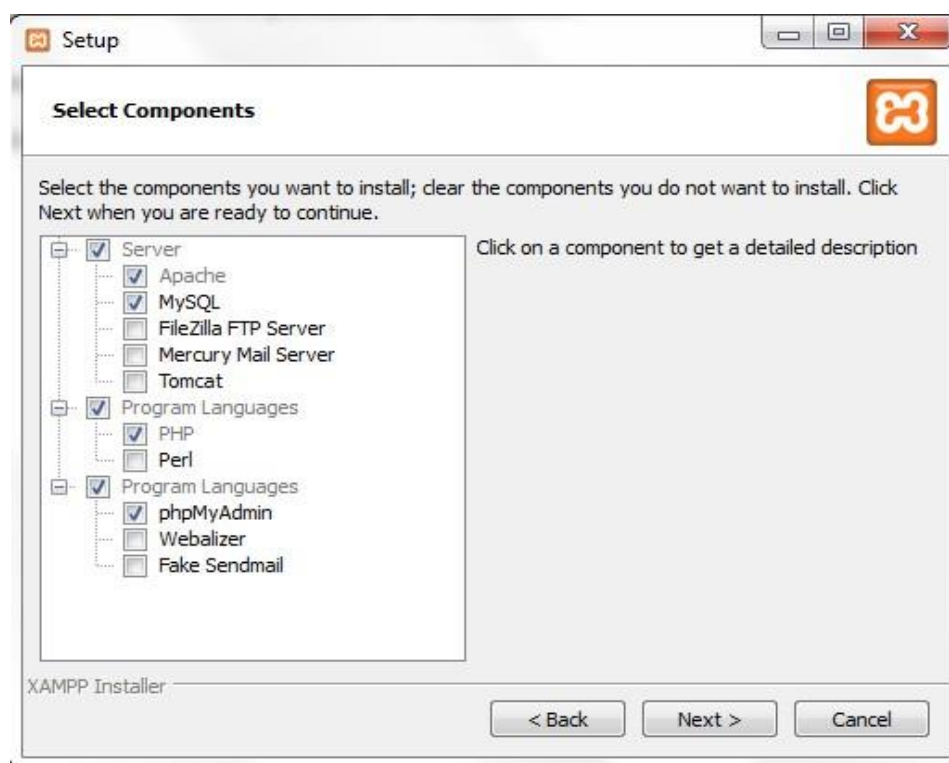 Setup
Select Components
Select the components you want to install; clear the components you do not want to install. Click
Next when you are ready to continue.
Server
Apache
MySQL
FileZilla FTP Server
Mercury Mail Server
Tomcat
Program Languages
PHP
Perl
Program Languages
phpMyAdmin
Webalizer
Fake Sendmail
Click on a component to get a detailed description
XAMPP Installer
< Back
Next >
Cancel